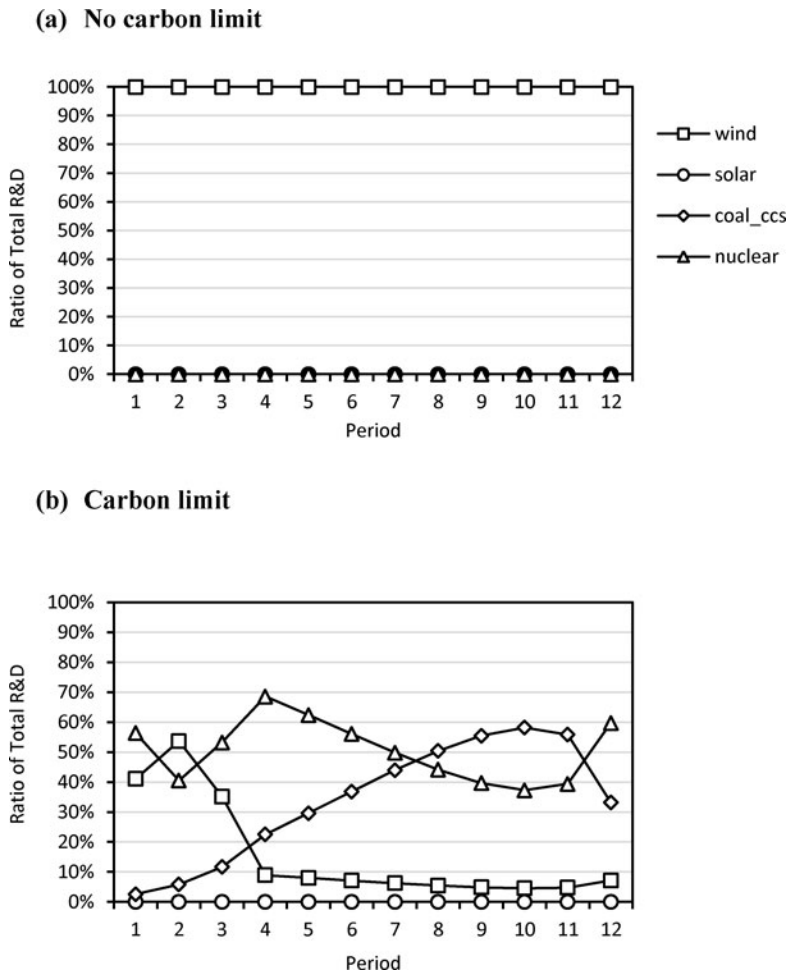 (a) No carbon limit
100%
90%
80%
70%
60%
50%
40%
30%
20%
10%
0%
Ratio of Total R&D
1 2 3 4 5 6 7 8 9 10 11 12
Period
wind
solar
coal_ccs
nuclear
(b) Carbon limit
100%
90%
80%
70%
60%
50%
40%
30%
20%
10%
0%
Ratio of Total R&D
1 2 3 4 5 6 7 8 9 10 11 12
Period